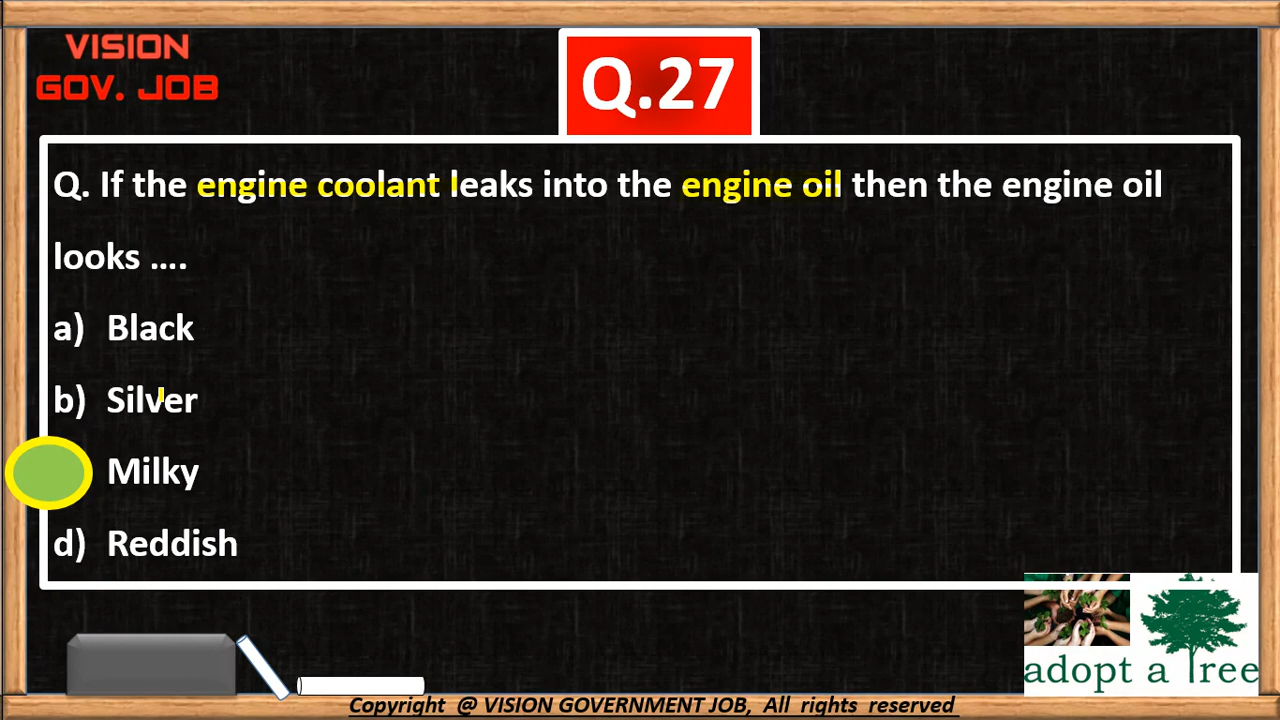 VISION
GOV. JOB
Q.27
Q. If the engine coolant leaks into the engine oil then the engine oil
looks ....
a) Black
b) Silver
Milky
d) Reddish
adopt a Tree
Copyright @ VISION GOVERNMENT JOB, All rights reserved